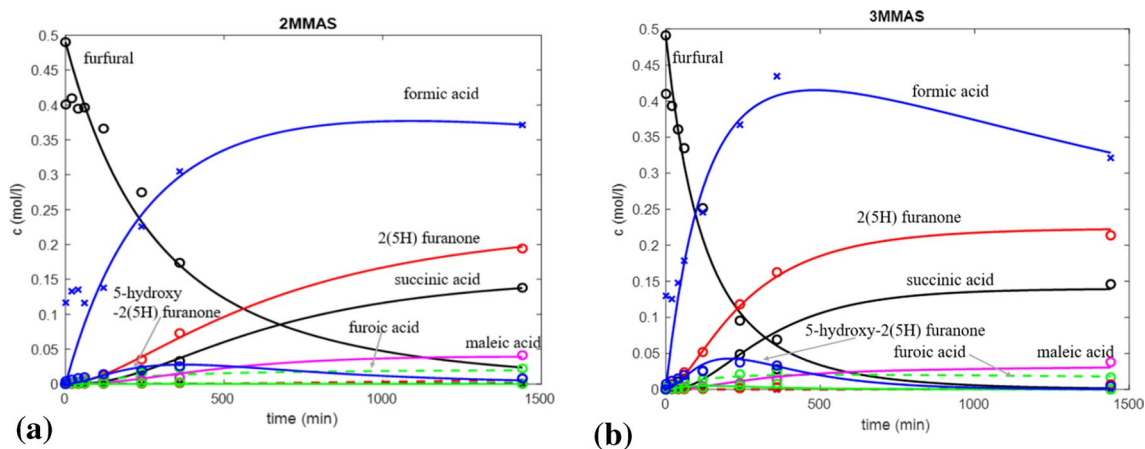 2MMAS
0.5
0.45
0.4
0.35
0.3
0.25
0.2
0.15
0.1
0.05
0
c (mol/l)
furfural
formic acid
2(5H) furanone
succinic acid
5-hydroxy
-2(5H) furanone
furoic acid
maleic acid
0 500 1000 1500
time (min)
(a)
3MMAS
0.5
0.45
0.4
0.35
0.3
0.25
0.2
0.15
0.1
0.05
0
c (mol/l)
furfural
formic acid
2(5H) furanone
succinic acid
5-hydroxy-2(5H) furanone
furoic acid
maleic acid
0 500 1000 1500
time (min)
(b)